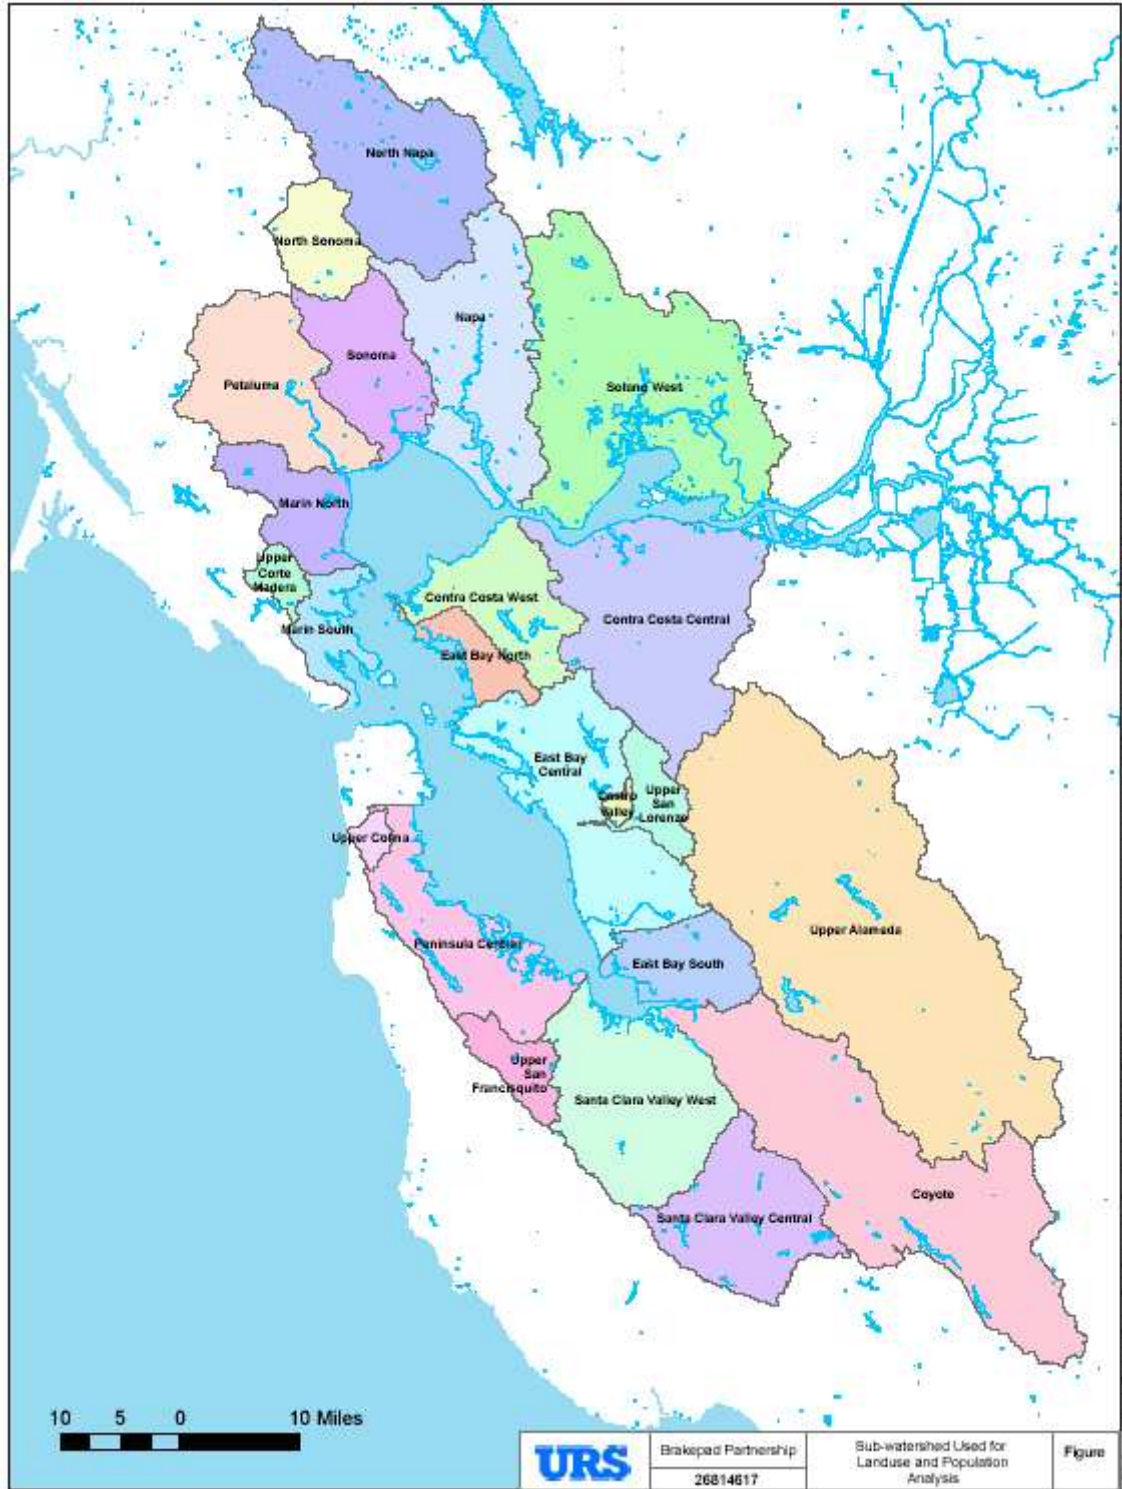 North Napa
North Sonoma
Napa
Sonoma
Petaluma
Solano West
Marin North
Upper
Corte
Madera
Contra Costa West
Contra Costa Central
Marin South
East Bay North
East Bay
Central
Castro
Valley
Upper
San
Lorenzo
Upper Colma
Upper Alameda
Peninsula Central
East Bay South
Upper
San
Francisquito
Santa Clara Valley West
Coyote
Santa Clara Valley Central
10 5 0 10 Miles
URS
Brakepad Partnership
26814617
Sub-watershed Used for
Landuse and Population
Analysis
Figure